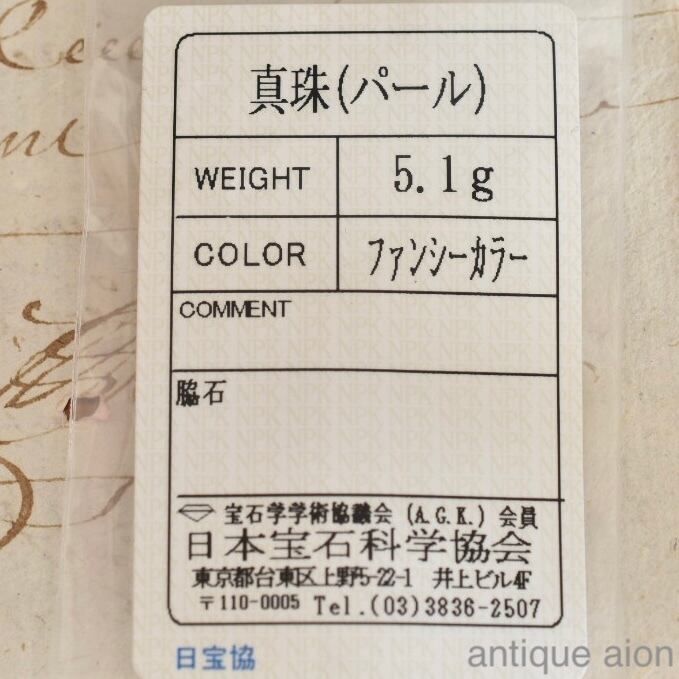 真珠(パール)
WEIGHT 5.1g
COLOR ファンシーカラー
COMMENT
脇石
宝石学学術協議会 (A.G.K.) 会員
日本宝石科学協会
東京都台東区上野5-22-1 井上ビル4F
〒110-0005 Tel.(03)3836-2507
日宝協
antique aion